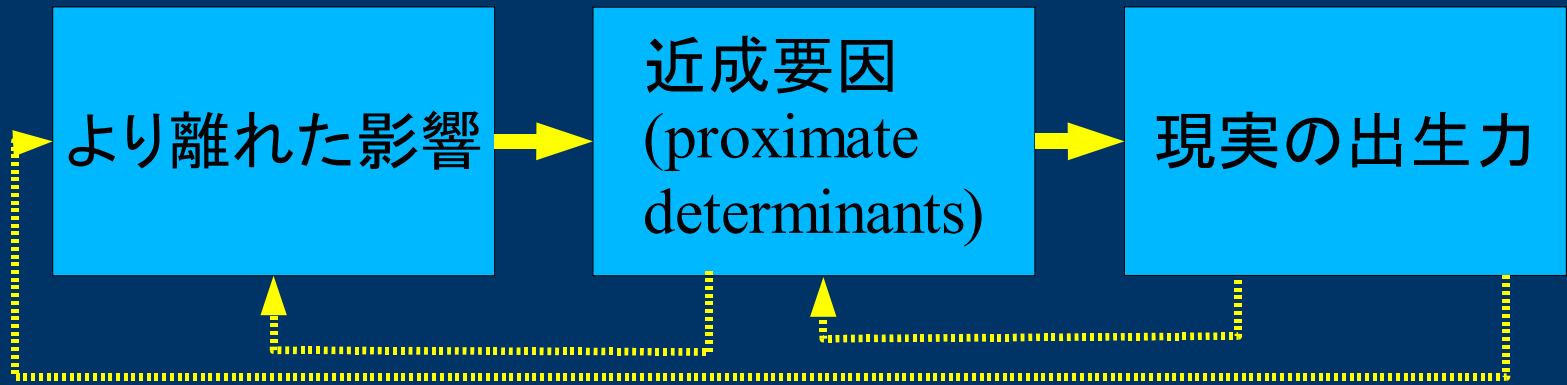 より離れた影響
近成要因
(proximate
determinants)
現実の出生力